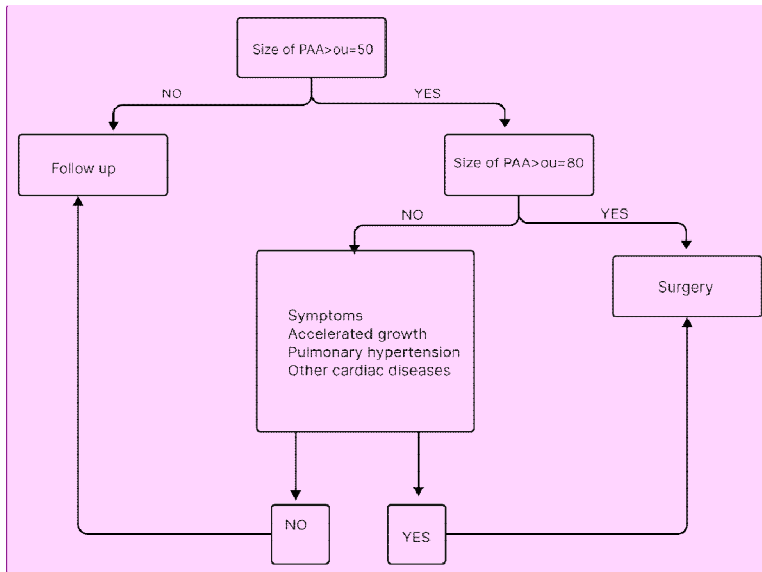 Size of PAA>ou=50
NO
YES
Follow up
Size of PAA>ou=80
NO
YES
Symptoms
Accelerated growth
Pulmonary hypertension
Other cardiac diseases
Surgery
NO
YES